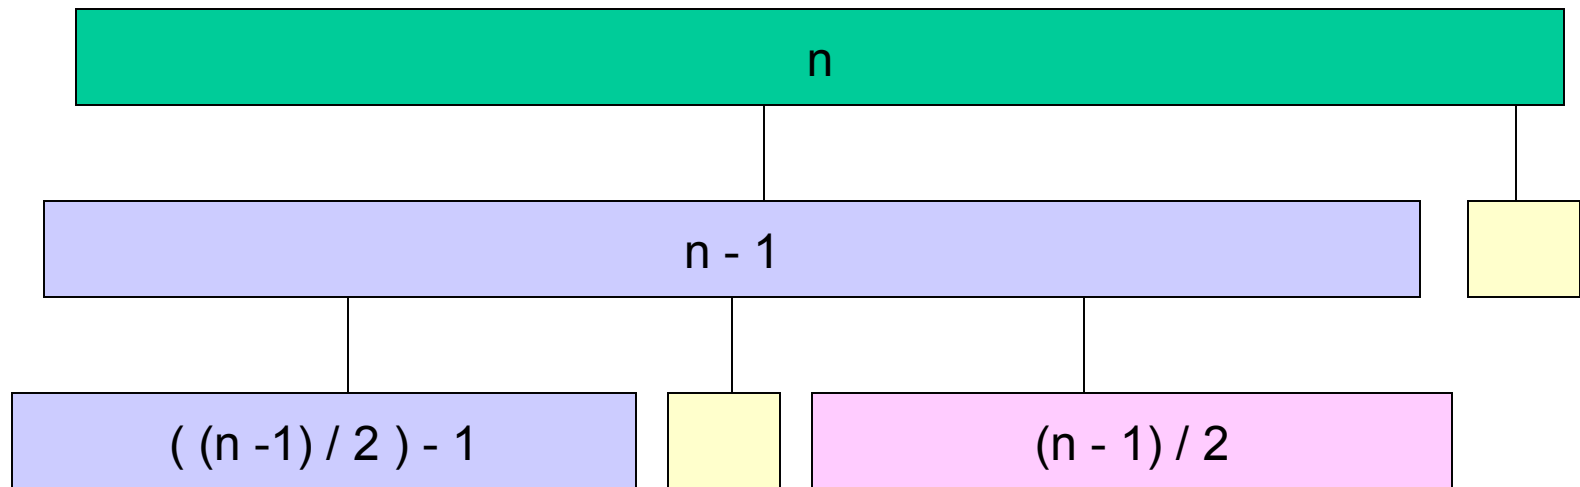 n
n - 1
( (n -1) / 2 ) - 1
(n - 1) / 2